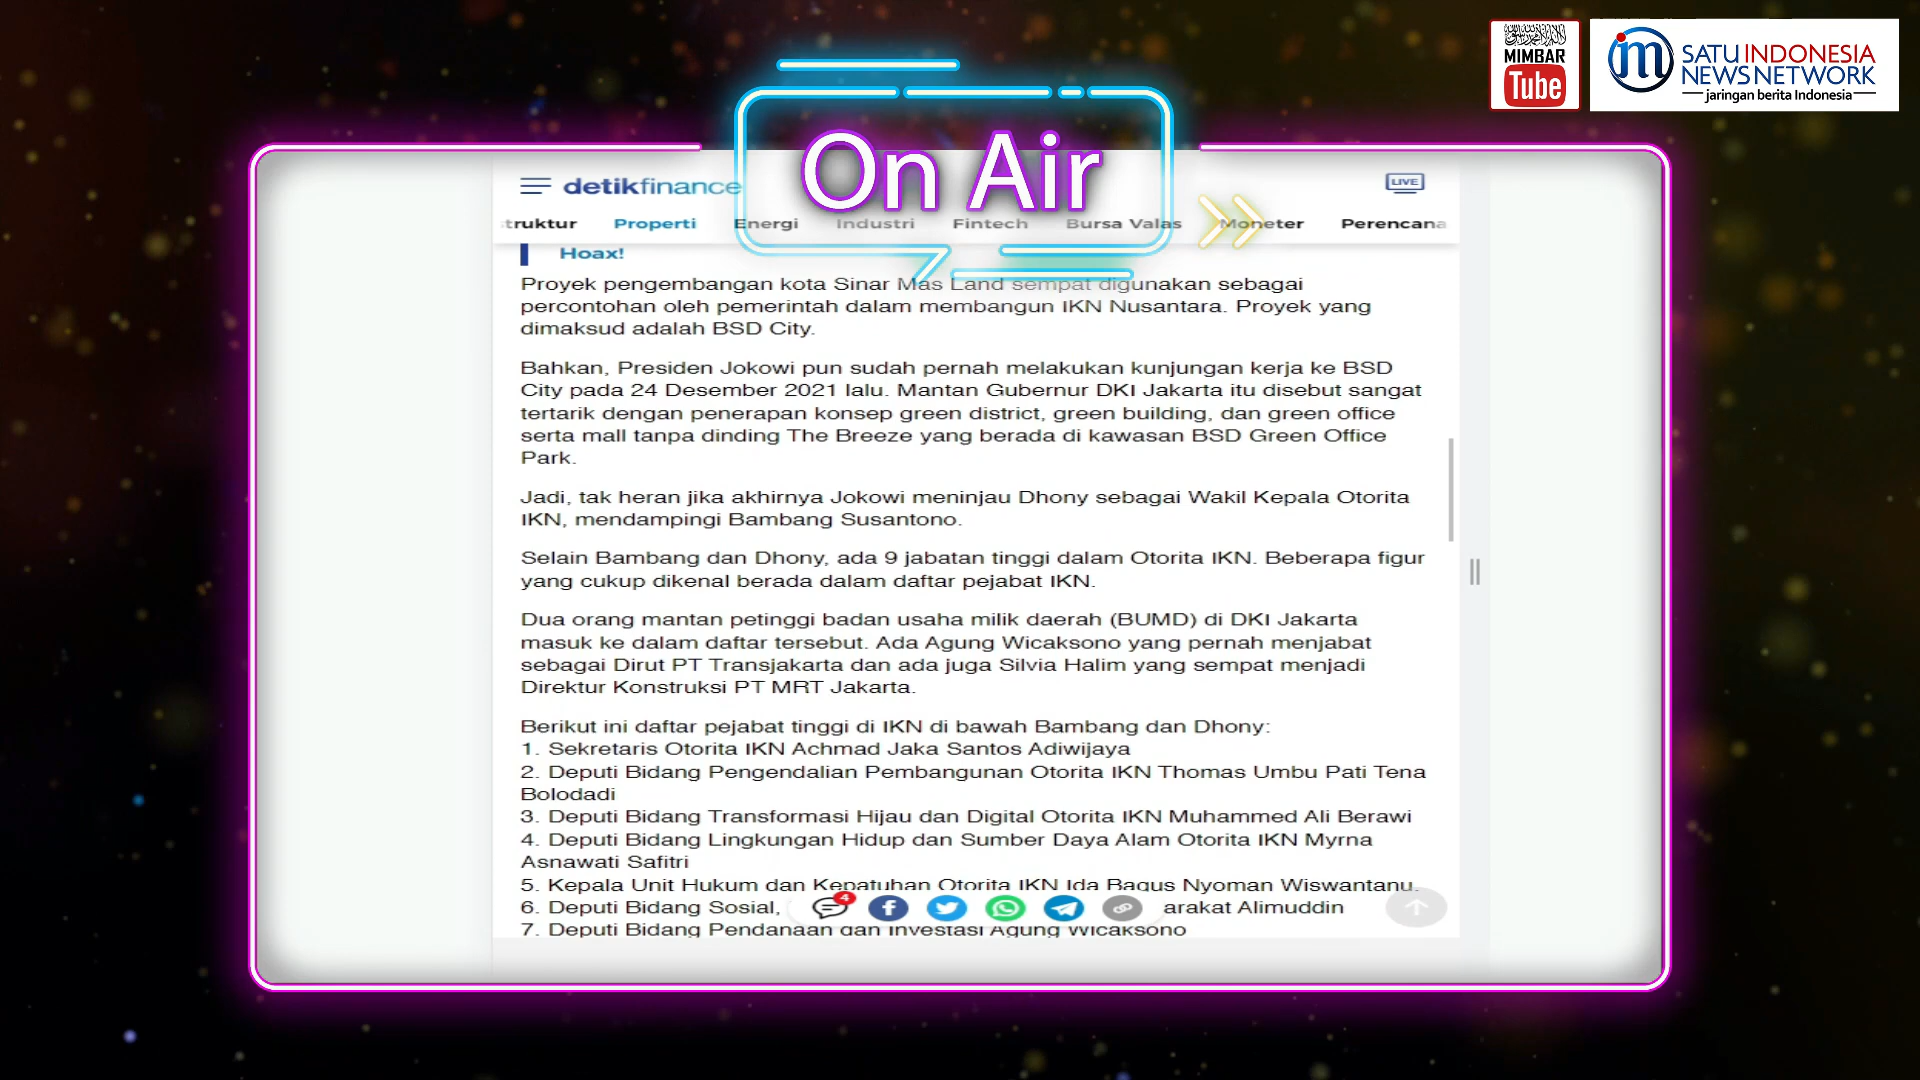 MIMBAR
Tube
SATU INDONESIA
NEWS NETWORK
jaringan berita Indonesia
On Air
detikfinance
LIVE
truktur Properti Energi Industri Fintech Bursa Valas Moneter Perencana
Hoax!
Proyek pengembangan kota Sinar Mas Land sempat digunakan sebagai
percontohan oleh pemerintah dalam membangun IKN Nusantara. Proyek yang
dimaksud adalah BSD City.
Bahkan, Presiden Jokowi pun sudah pernah melakukan kunjungan kerja ke BSD
City pada 24 Desember 2021 lalu. Mantan Gubernur DKI Jakarta itu disebut sangat
tertarik dengan penerapan konsep green district, green building, dan green office
serta mall tanpa dinding The Breeze yang berada di kawasan BSD Green Office
Park.
Jadi, tak heran jika akhirnya Jokowi meninjau Dhony sebagai Wakil Kepala Otorita
IKN, mendampingi Bambang Susantono.
Selain Bambang dan Dhony, ada 9 jabatan tinggi dalam Otorita IKN. Beberapa figur
yang cukup dikenal berada dalam daftar pejabat IKN.
Dua orang mantan petinggi badan usaha milik daerah (BUMD) di DKI Jakarta
masuk ke dalam daftar tersebut. Ada Agung Wicaksono yang pernah menjabat
sebagai Dirut PT Transjakarta dan ada juga Silvia Halim yang sempat menjadi
Direktur Konstruksi PT MRT Jakarta.
Berikut ini daftar pejabat tinggi di IKN di bawah Bambang dan Dhony:
1. Sekretaris Otorita IKN Achmad Jaka Santos Adiwijaya
2. Deputi Bidang Pengendalian Pembangunan Otorita IKN Thomas Umbu Pati Tena
Bolodadi
3. Deputi Bidang Transformasi Hijau dan Digital Otorita IKN Muhammed Ali Berawi
4. Deputi Bidang Lingkungan Hidup dan Sumber Daya Alam Otorita IKN Myrna
Asnawati Safitri
5. Kepala Unit Hukum dan Kepatuhan Otorita IKN Ida Bagus Nyoman Wiswantanu.
6. Deputi Bidang Sosial, 4 arakat Alimuddin
7. Deputi Bidang Pendanaan dan Investasi Agung Wicaksono